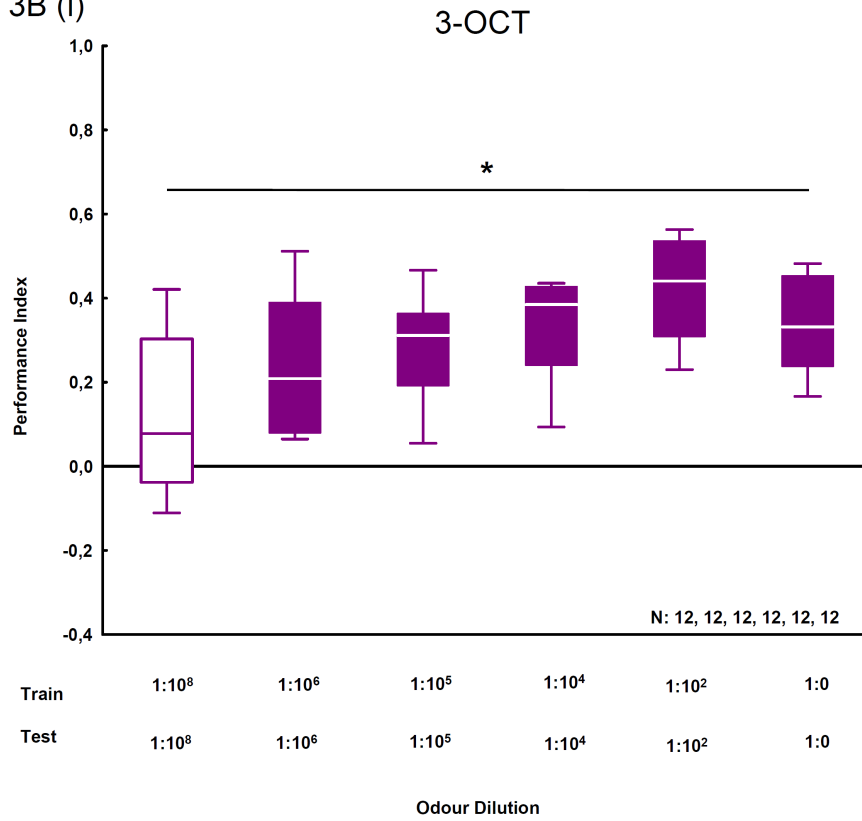 3B (I)
3-OCT
1,0
0,8
*
0,6
0,4
0,2
0,0
-0,2
-0,4
Performance Index
N: 12, 12, 12, 12, 12, 12
Train 1:10⁸ 1:10⁶ 1:10⁵ 1:10⁴ 1:10² 1:0
Test 1:10⁸ 1:10⁶ 1:10⁵ 1:10⁴ 1:10² 1:0
Odour Dilution